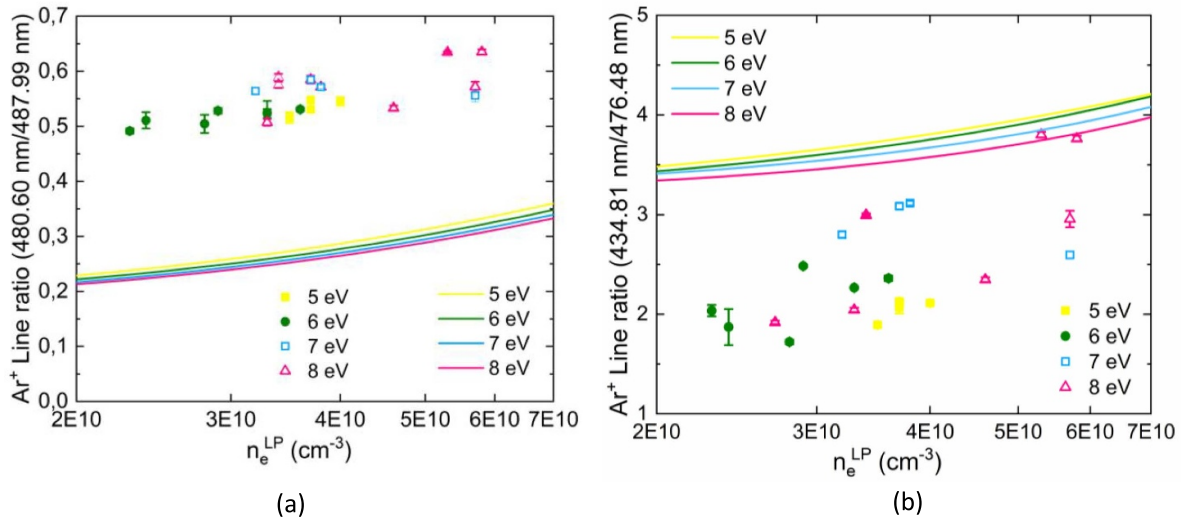 0,7
0,6
0,5
0,4
0,3
0,2
0,1
0,0
Ar+ Line ratio (480.60 nm/487.99 nm)
5 eV
6 eV
7 eV
8 eV
5 eV
6 eV
7 eV
8 eV
2E10 3E10 4E10 5E10 6E10 7E10
neLP (cm-3)
(a)
5
4
3
2
1
Ar+ Line ratio (434.81 nm/476.48 nm)
5 eV
6 eV
7 eV
8 eV
5 eV
6 eV
7 eV
8 eV
2E10 3E10 4E10 5E10 6E10 7E10
neLP (cm-3)
(b)